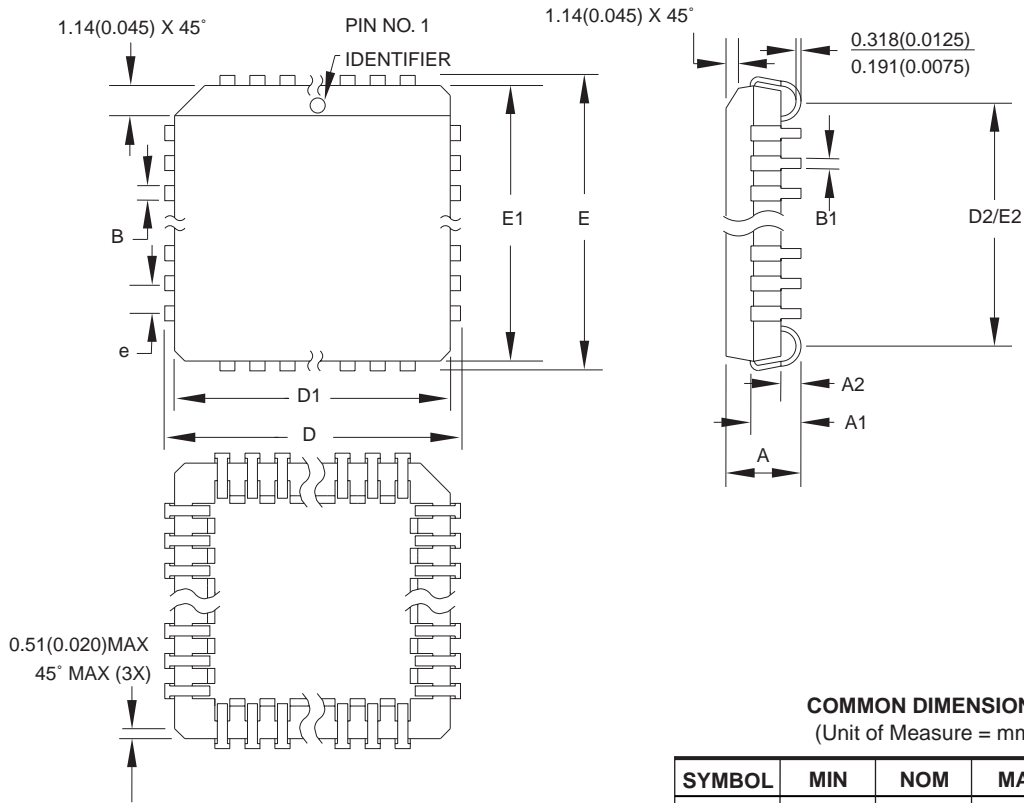 1.14(0.045) X 45˚
PIN NO. 1
IDENTIFIER
1.14(0.045) X 45˚
0.318(0.0125)
0.191(0.0075)
E1
E
B
e
B1
D2/E2
D1
D
A2
A1
A
0.51(0.020)MAX
45˚ MAX (3X)
COMMON DIMENSION
(Unit of Measure = mm
SYMBOL MIN NOM MA